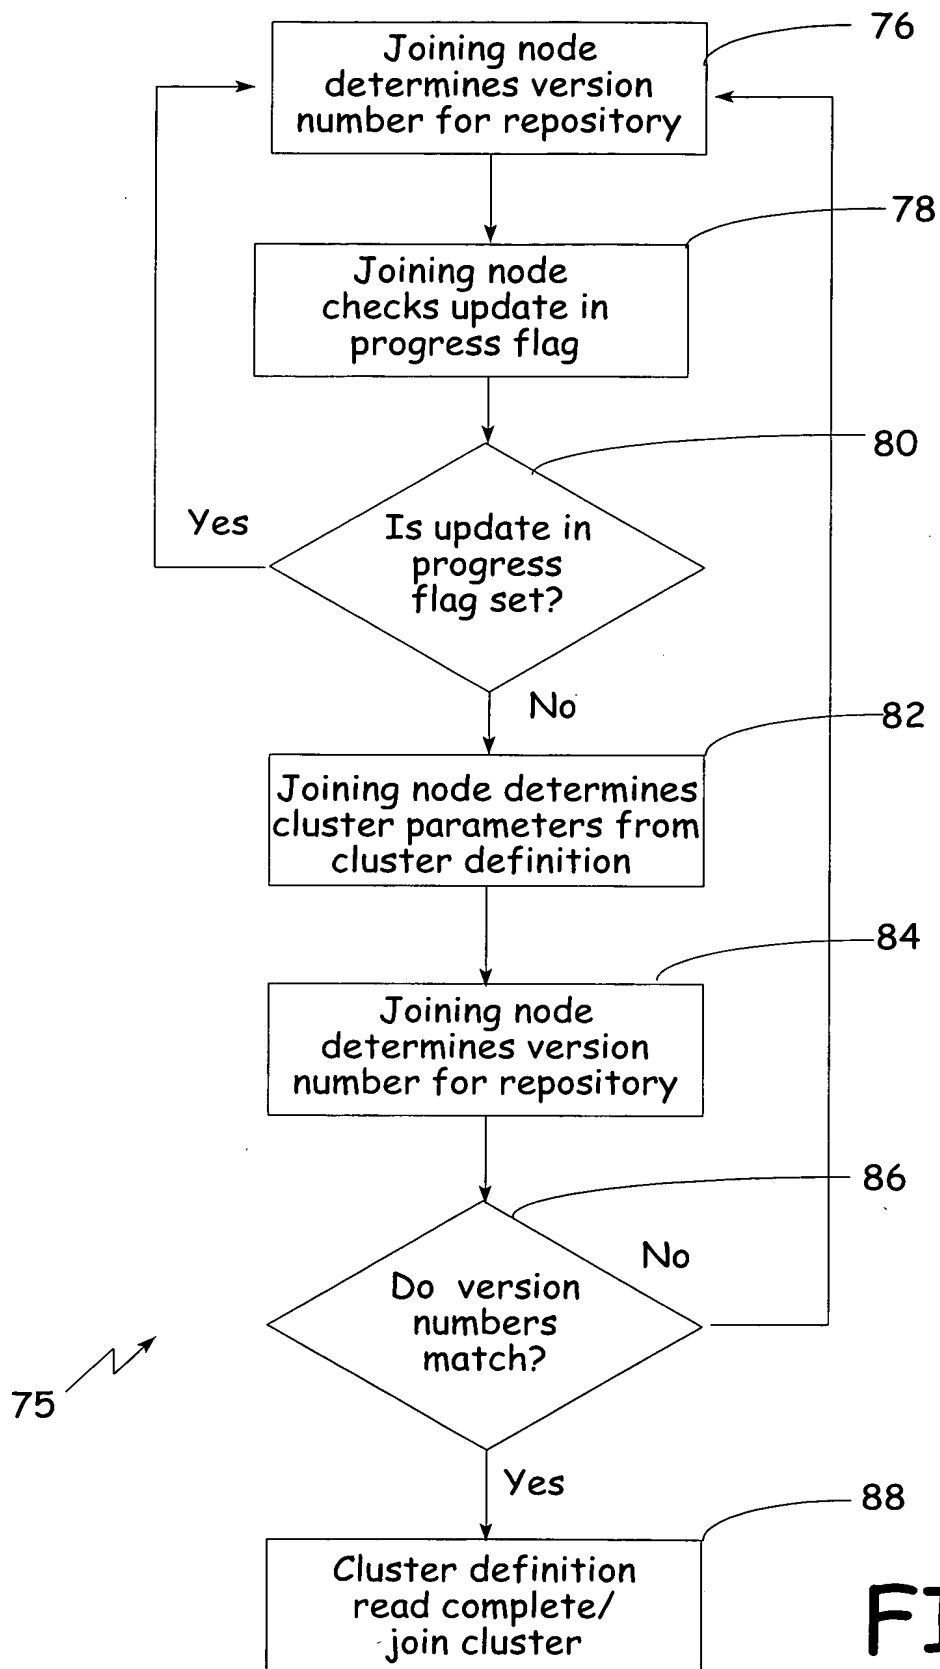 76
Joining node
determines version
number for repository
78
Joining node
checks update in
progress flag
80
Yes
Is update in
progress
flag set?
No
82
Joining node determines
cluster parameters from
cluster definition
84
Joining node
determines version
number for repository
86
No
Do version
numbers
match?
75
Yes
88
Cluster definition
read complete/
join cluster